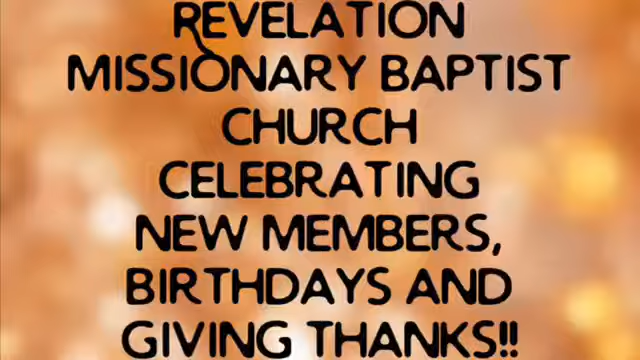 REVELATION
MISSIONARY BAPTIST
CHURCH
CELEBRATING
NEW MEMBERS,
BIRTHDAYS AND
GIVING THANKS!!